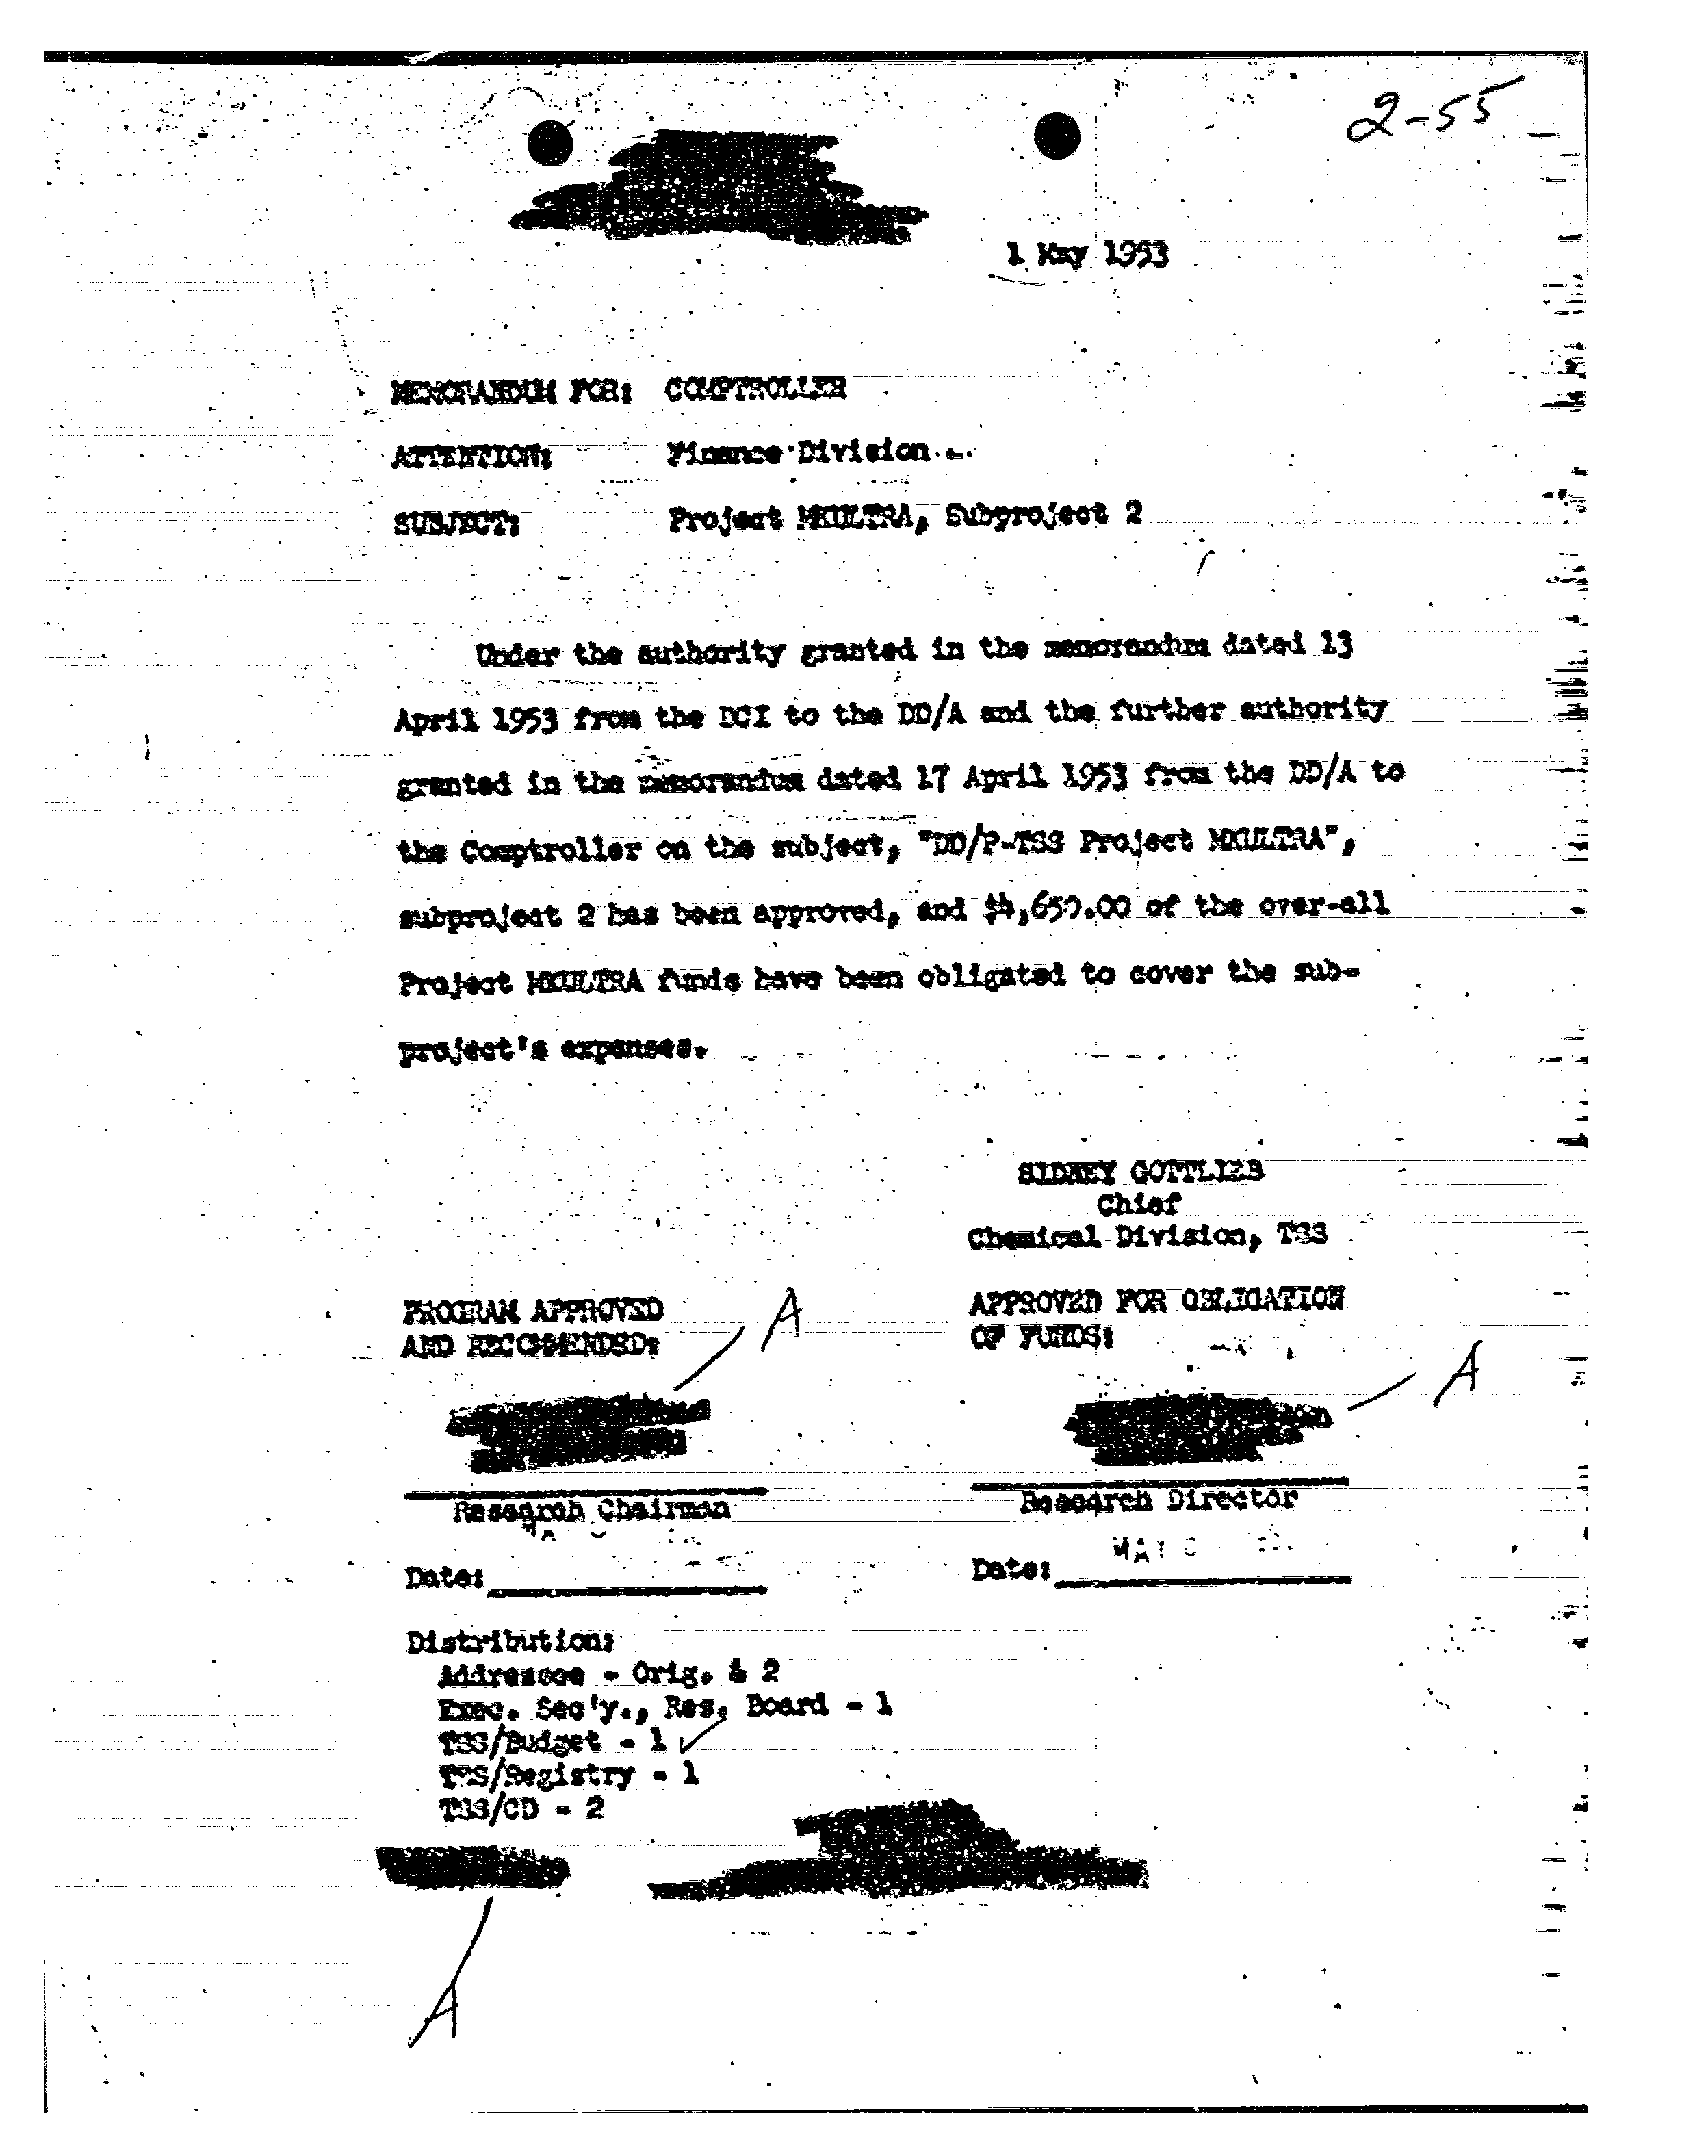 2-55
1 May 1953
MEMORANDUM FOR: COMPTROLLER
ATTENTION: Finance Division
SUBJECT: Project MKULTRA, Subproject 2
Under the authority granted in the memorandum dated 13
April 1953 from the DCI to the DD/A and the further authority
granted in the memorandum dated 17 April 1953 from the DD/A to
the Comptroller on the subject, "DD/P-TSS Project MKULTRA",
subproject 2 has been approved, and $4,650.00 of the over-all
Project MKULTRA funds have been obligated to cover the sub-
project's expenses.
SIDNEY GOTTLIEB
Chief
Chemical Division, TSS
PROGRAM APPROVED
AND RECOMMENDED:
A
APPROVED FOR OBLIGATION
OF FUNDS:
A
Research Chairman
Research Director
Date:
Date: MAY
Distribution:
Addressee - Orig. & 2
Exec. Sec'y., Res. Board - 1
TSS/Budget - 1 ✓
TSS/Registry - 1
TSS/CD - 2
A